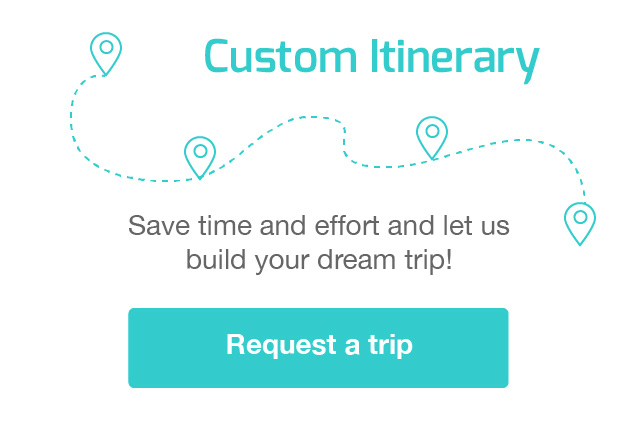 Custom Itinerary
Save time and effort and let us
build your dream trip!
Request a trip